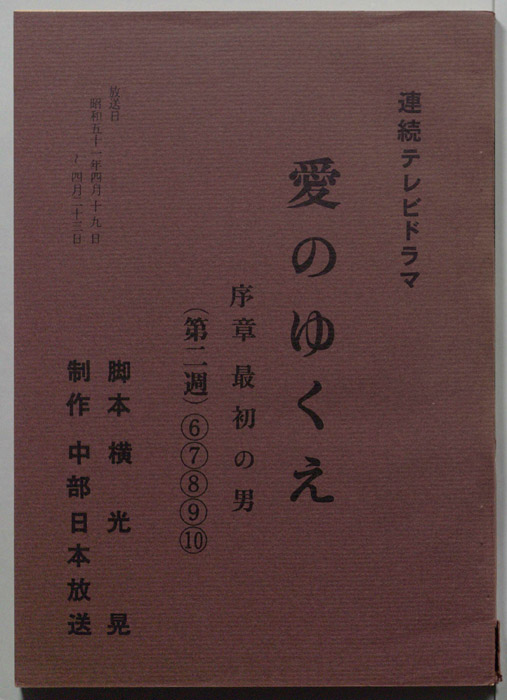 連続テレビドラマ
愛のゆくえ
序章 最初の男
（第二週）⑥⑦⑧⑨⑩
放送日
昭和五十一年四月十九日
〜四月二十三日
脚本 横光 晃
制作 中部日本放送